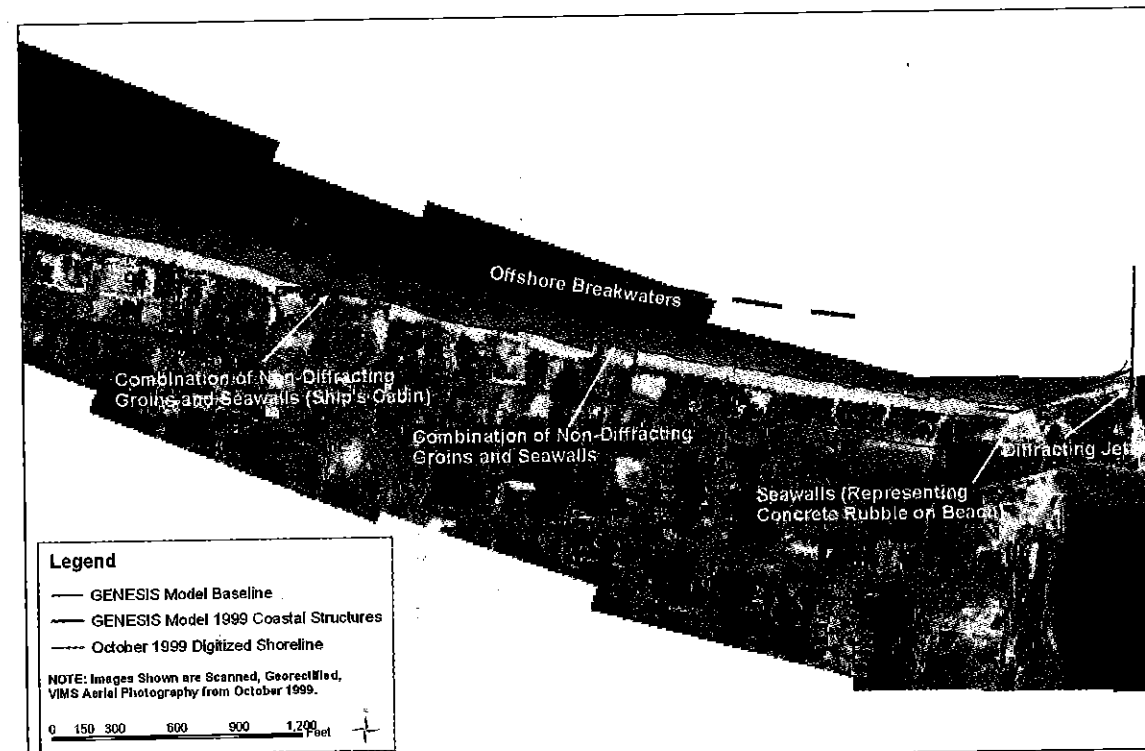 Offshore Breakwaters
Combination of Non-Diffracting
Groins and Seawalls (Ship's Cabin)
Combination of Non-Diffracting
Groins and Seawalls
Diffracting Jet
Seawalls (Representing
Concrete Rubble on Beach)
Legend
GENESIS Model Baseline
GENESIS Model 1999 Coastal Structures
October 1999 Digitized Shoreline
NOTE: Images Shown are Scanned, Georectified,
VIMS Aerial Photography from October 1999.
0 150 300 600 900 1,200
Feet